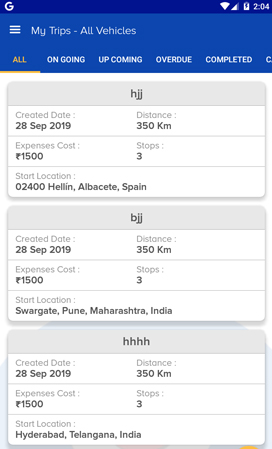 G 2:04
My Trips - All Vehicles
ALL ON GOING UP COMING OVERDUE COMPLETED
hjj
Created Date : Distance :
28 Sep 2019 350 Km
Expenses Cost : Stops :
₹1500 3
Start Location :
02400 Hellín, Albacete, Spain
bjj
Created Date : Distance :
28 Sep 2019 350 Km
Expenses Cost : Stops :
₹1500 3
Start Location :
Swargate, Pune, Maharashtra, India
hhhh
Created Date : Distance :
28 Sep 2019 350 Km
Expenses Cost : Stops :
₹1500 3
Start Location :
Hyderabad, Telangana, India